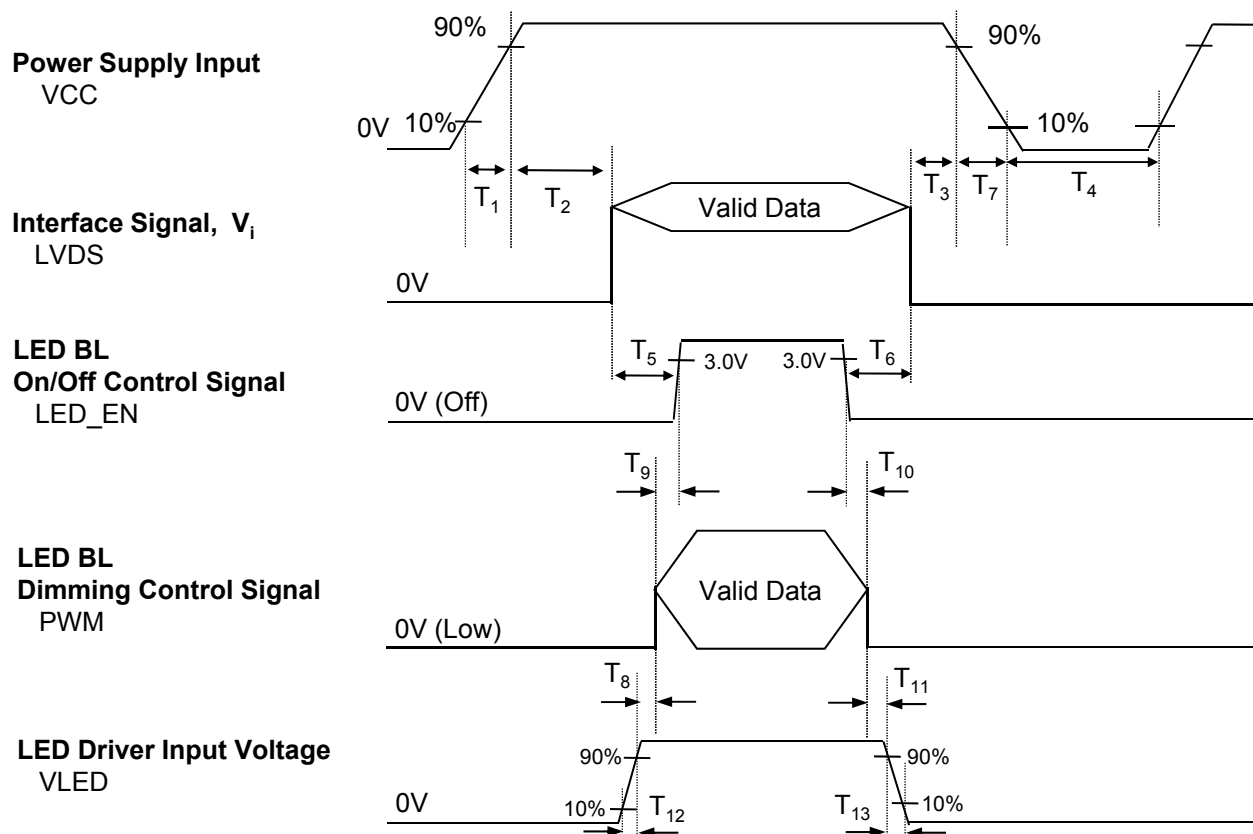 90%
90%
Power Supply Input
VCC
0V
10%
10%
T1
T2
T3
T7
T4
Interface Signal, Vi
LVDS
Valid Data
0V
LED BL
On/Off Control Signal
LED_EN
T5
3.0V
3.0V
T6
0V (Off)
T9
T10
LED BL
Dimming Control Signal
PWM
Valid Data
0V (Low)
T8
T11
LED Driver Input Voltage
VLED
90%
90%
0V
10%
T12
T13
10%